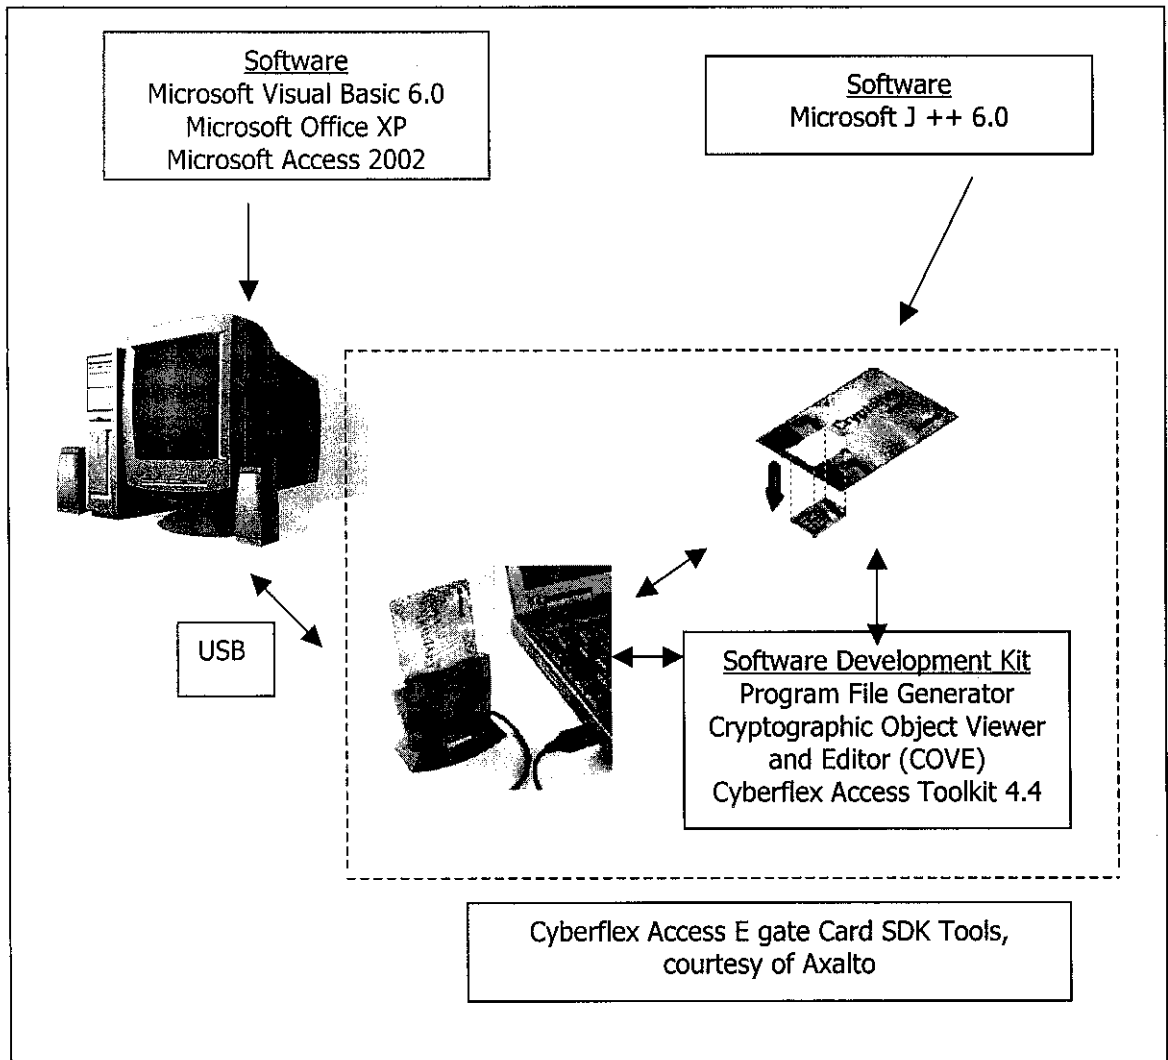 Software
Microsoft Visual Basic 6.0
Microsoft Office XP
Microsoft Access 2002
Software
Microsoft J ++ 6.0
USB
Software Development Kit
Program File Generator
Cryptographic Object Viewer
and Editor (COVE)
Cyberflex Access Toolkit 4.4
Cyberflex Access E gate Card SDK Tools,
courtesy of Axalto